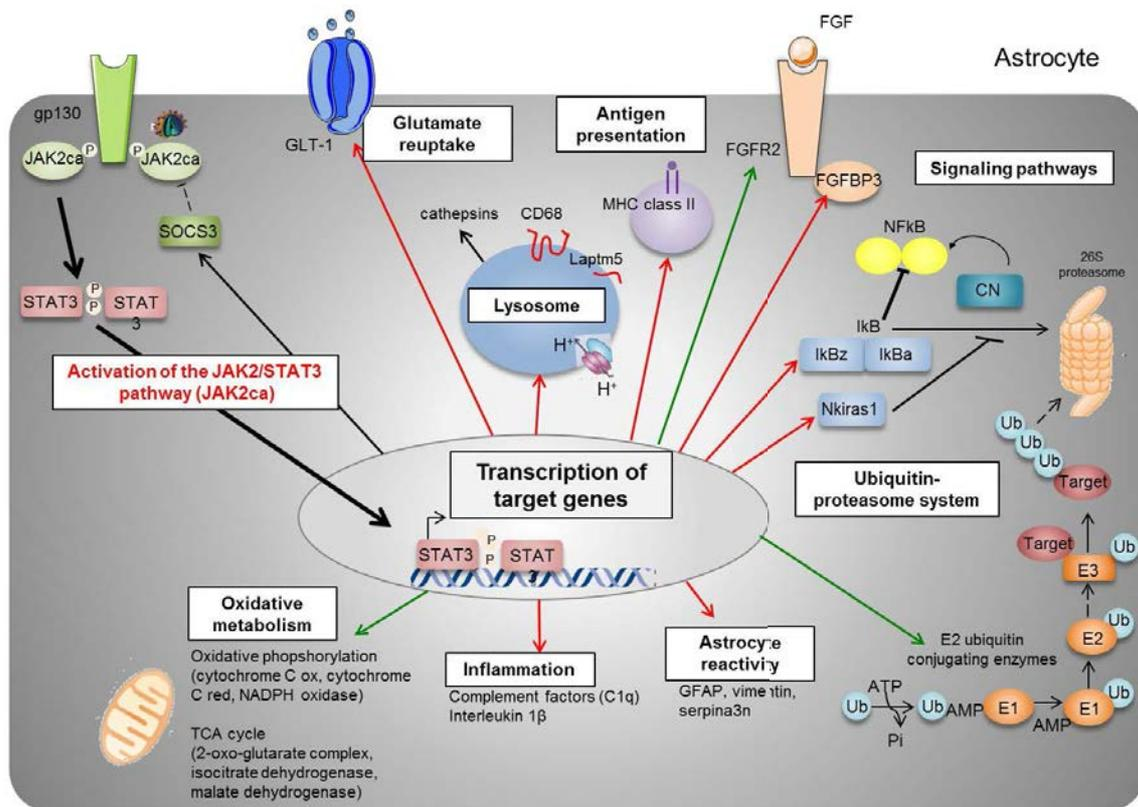 FGF
Astrocyte
gp130
JAK2ca
P
P
JAK2ca
SOCS3
STAT3
P
P
STAT
3
Activation of the JAK2/STAT3
pathway (JAK2ca)
GLT-1
Glutamate
reuptake
cathepsins
CD68
Laptm5
Lysosome
H+
H+
Antigen
presentation
MHC class II
FGFR2
FGFBP3
Signaling pathways
NFkB
CN
IkB
IkBz
IkBa
Nkiras1
26S
proteasome
Ub
Ub
Ub
Target
Ubiquitin-
proteasome system
Target
Ub
E3
E2
Ub
E1
Ub
E2 ubiquitin
conjugating enzymes
Ub
ATP
Pi
Ub
AMP
E1
AMP
Transcription of
target genes
STAT3
P
P
STAT
3
Oxidative
metabolism
Oxidative phopshorylation
(cytochrome C ox, cytochrome
C red, NADPH oxidase)
TCA cycle
(2-oxo-glutarate complex,
isocitrate dehydrogenase,
malate dehydrogenase)
Inflammation
Complement factors (C1q)
Interleukin 1β
Astrocyte
reactivity
GFAP, vimentin,
serpina3n